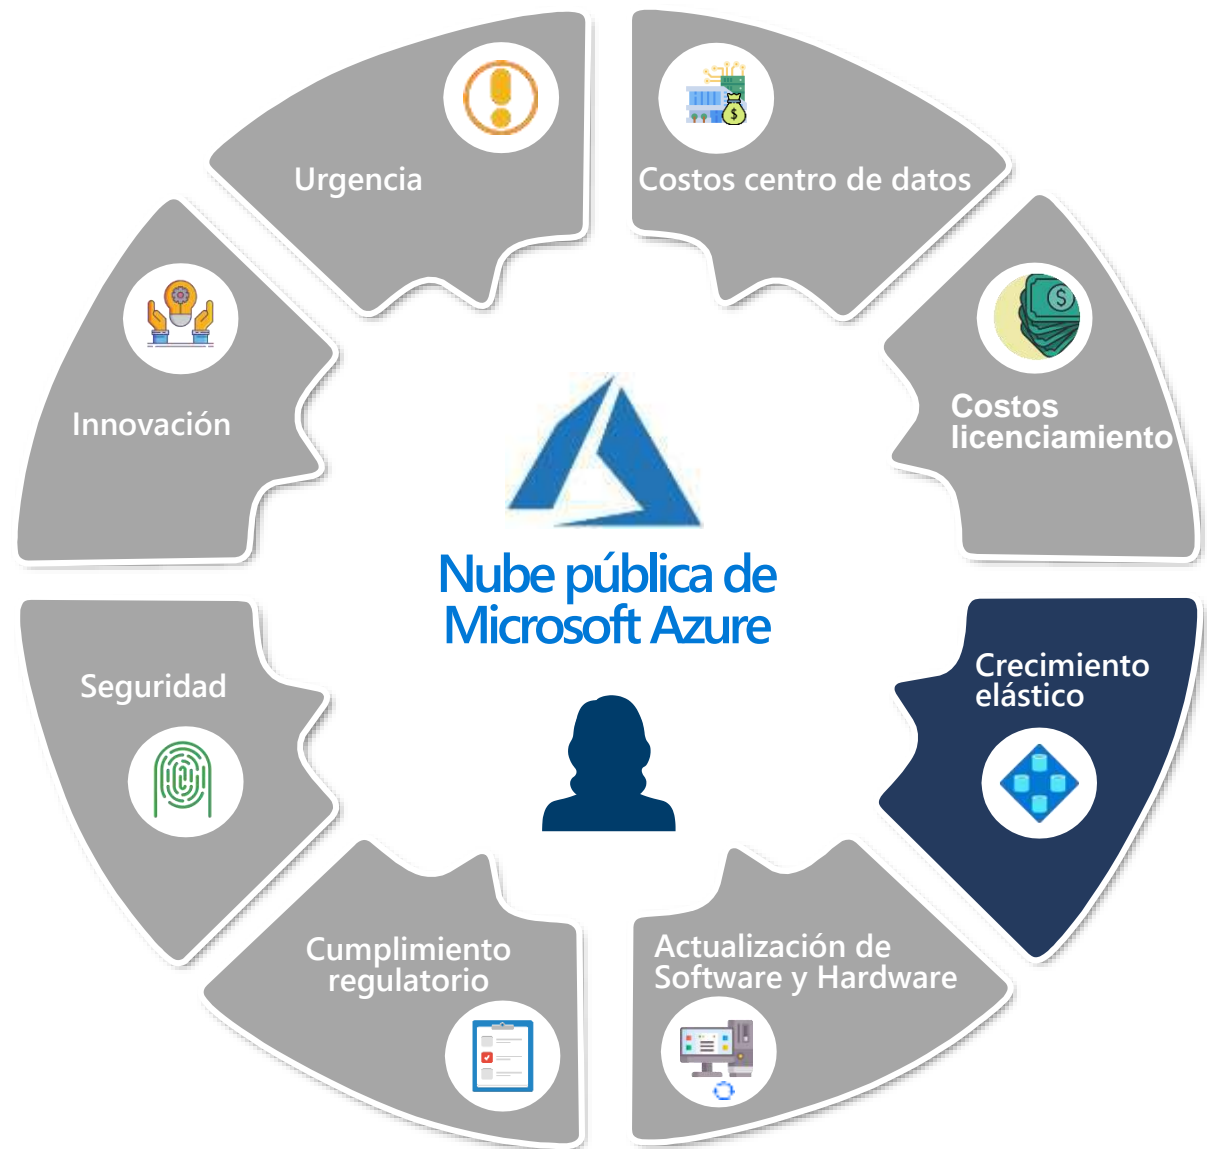 Urgencia
Costos centro de datos
Innovación
Costos
licenciamiento
Nube pública de
Microsoft Azure
Seguridad
Crecimiento
elástico
Cumplimiento
regulatorio
Actualización de
Software y Hardware